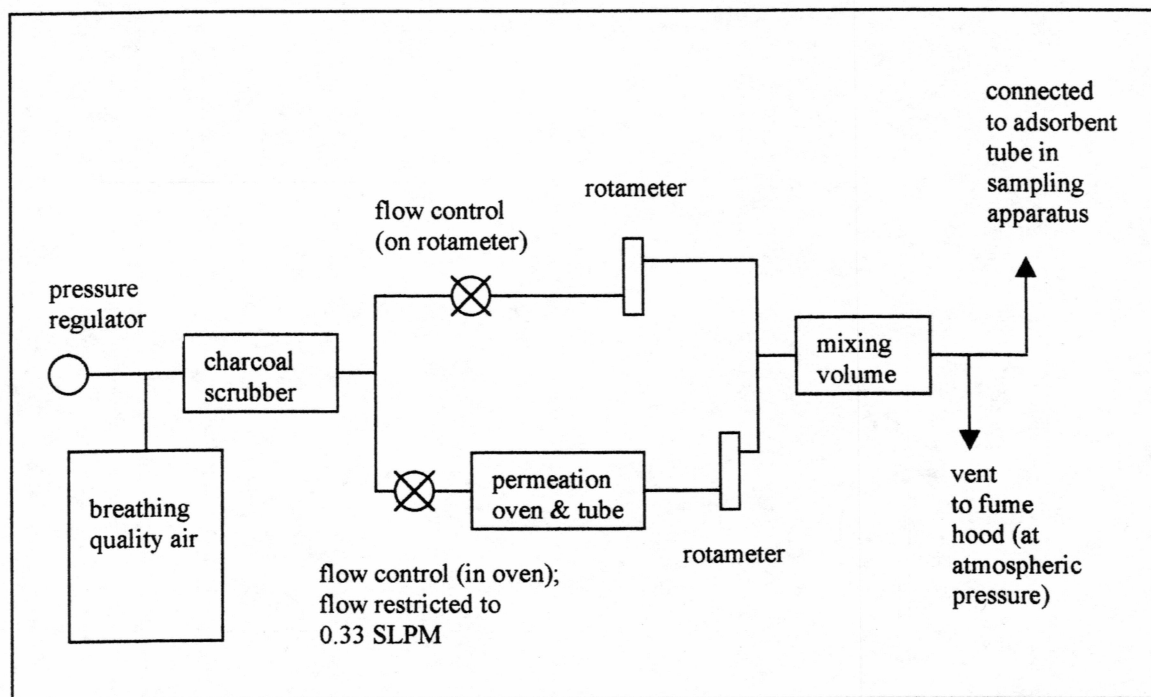 pressure
regulator
breathing
quality air
charcoal
scrubber
flow control
(on rotameter)
rotameter
flow control (in oven);
flow restricted to
0.33 SLPM
permeation
oven & tube
rotameter
mixing
volume
connected
to adsorbent
tube in
sampling
apparatus
vent
to fume
hood (at
atmospheric
pressure)